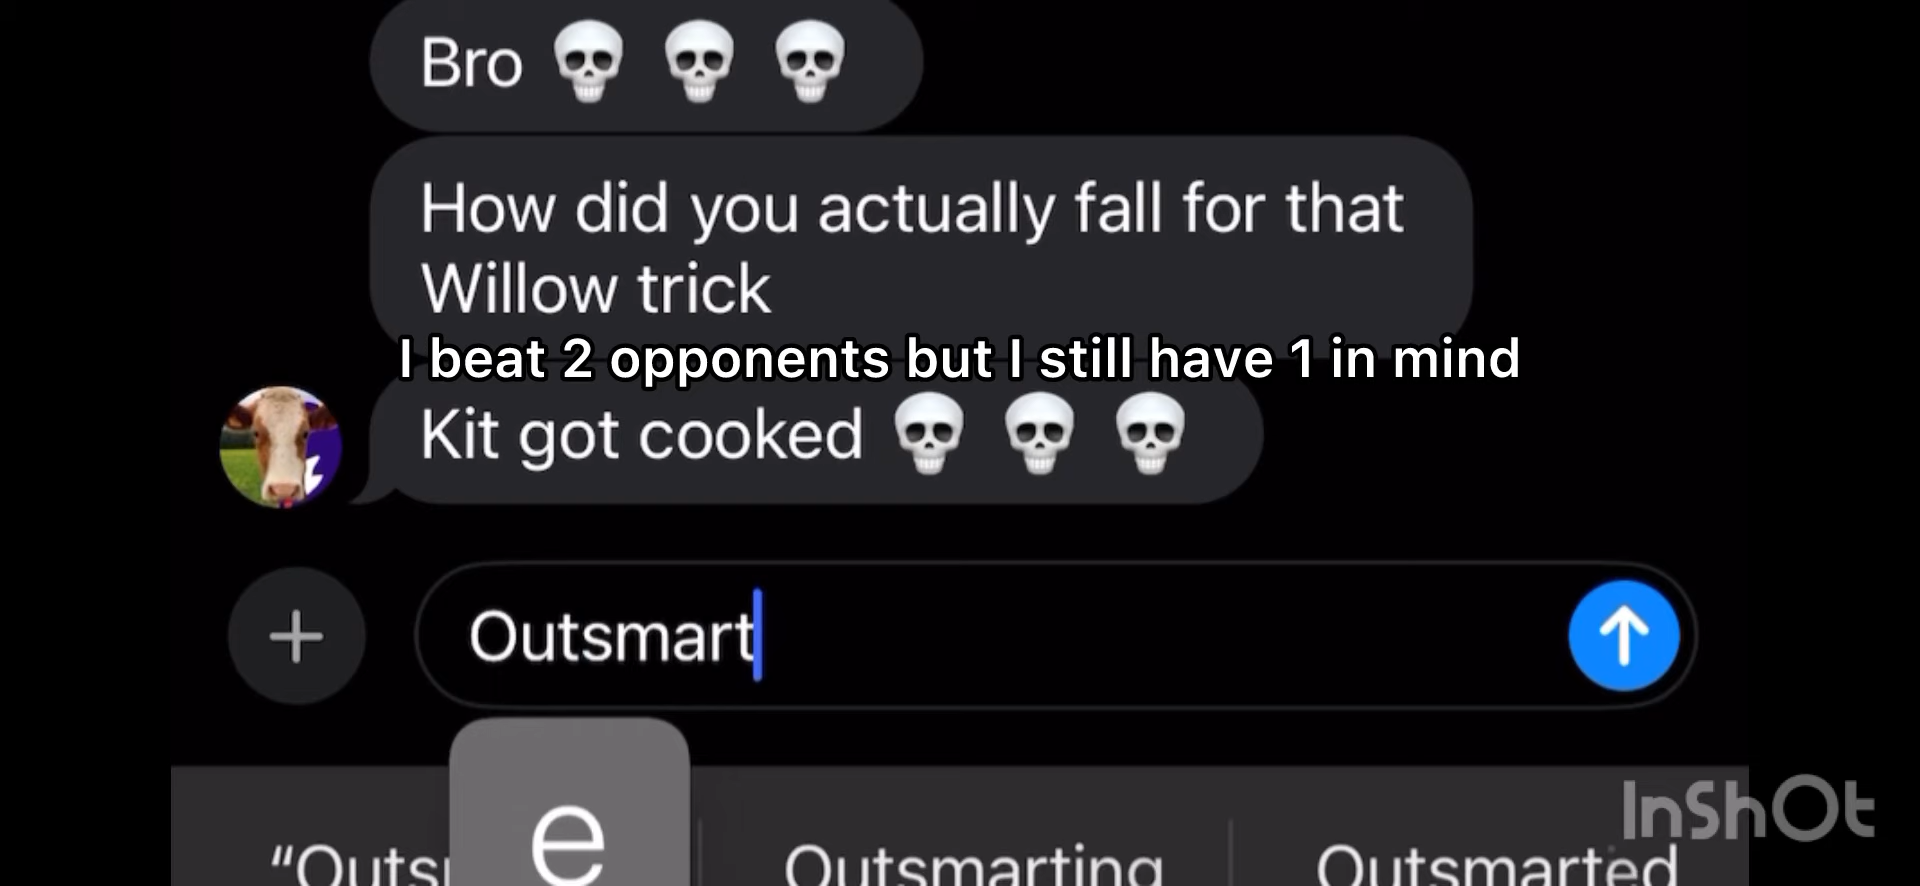 Bro 💀 💀 💀
How did you actually fall for that
Willow trick
I beat 2 opponents but I still have 1 in mind
Kit got cooked 💀 💀 💀
Outsmart
e
Outsmarting
Outsmarted
InShOt